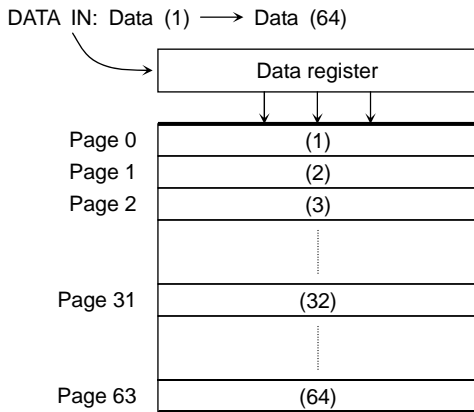 DATA IN: Data (1) → Data (64)
Data register
Page 0 (1)
Page 1 (2)
Page 2 (3)
Page 31 (32)
Page 63 (64)